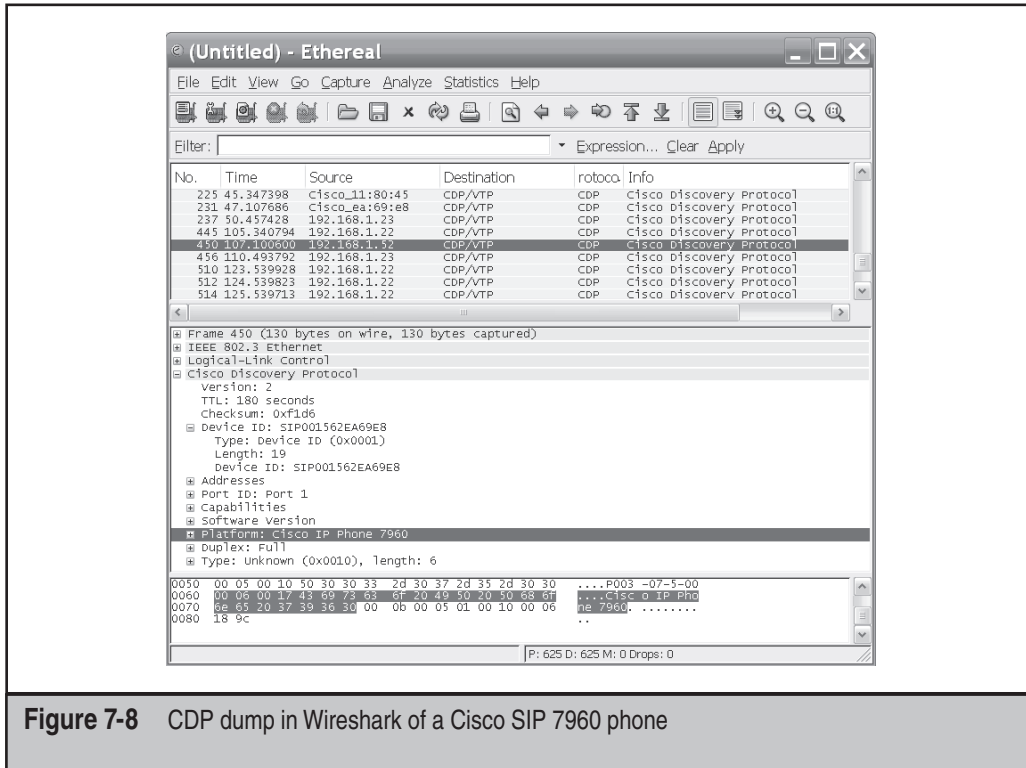 (Untitled) - Ethereal
File Edit View Go Capture Analyze Statistics Help
Filter: Expression... Clear Apply
No. Time Source Destination rotoco Info
225 45.347398 Cisco_11:80:45 CDP/VTP CDP Cisco Discovery Protocol
231 47.107686 Cisco_ea:69:e8 CDP/VTP CDP Cisco Discovery Protocol
237 50.457428 192.168.1.23 CDP/VTP CDP Cisco Discovery Protocol
445 105.340794 192.168.1.22 CDP/VTP CDP Cisco Discovery Protocol
450 107.100600 192.168.1.52 CDP/VTP CDP Cisco Discovery Protocol
456 110.493792 192.168.1.23 CDP/VTP CDP Cisco Discovery Protocol
510 123.539928 192.168.1.22 CDP/VTP CDP Cisco Discovery Protocol
512 124.539823 192.168.1.22 CDP/VTP CDP Cisco Discovery Protocol
514 125.539713 192.168.1.22 CDP/VTP CDP Cisco Discovery Protocol
Frame 450 (130 bytes on wire, 130 bytes captured)
IEEE 802.3 Ethernet
Logical-Link Control
Cisco Discovery Protocol
Version: 2
TTL: 180 seconds
Checksum: 0xf1d6
Device ID: SIP001562EA69E8
Type: Device ID (0x0001)
Length: 19
Device ID: SIP001562EA69E8
Addresses
Port ID: Port 1
Capabilities
Software Version
Platform: Cisco IP Phone 7960
Duplex: Full
Type: Unknown (0x0010), length: 6
0050 00 05 00 10 50 30 30 33 2d 30 37 2d 35 2d 30 30 ....P003 -07-5-00
0060 00 06 00 17 43 69 73 63 6f 20 49 50 20 50 68 6f ....Cisc o IP Pho
0070 6e 65 20 37 39 36 30 00 0b 00 05 01 00 10 00 06 ne 7960. ........
0080 18 9c ..
P: 625 D: 625 M: 0 Drops: 0
Figure 7-8 CDP dump in Wireshark of a Cisco SIP 7960 phone